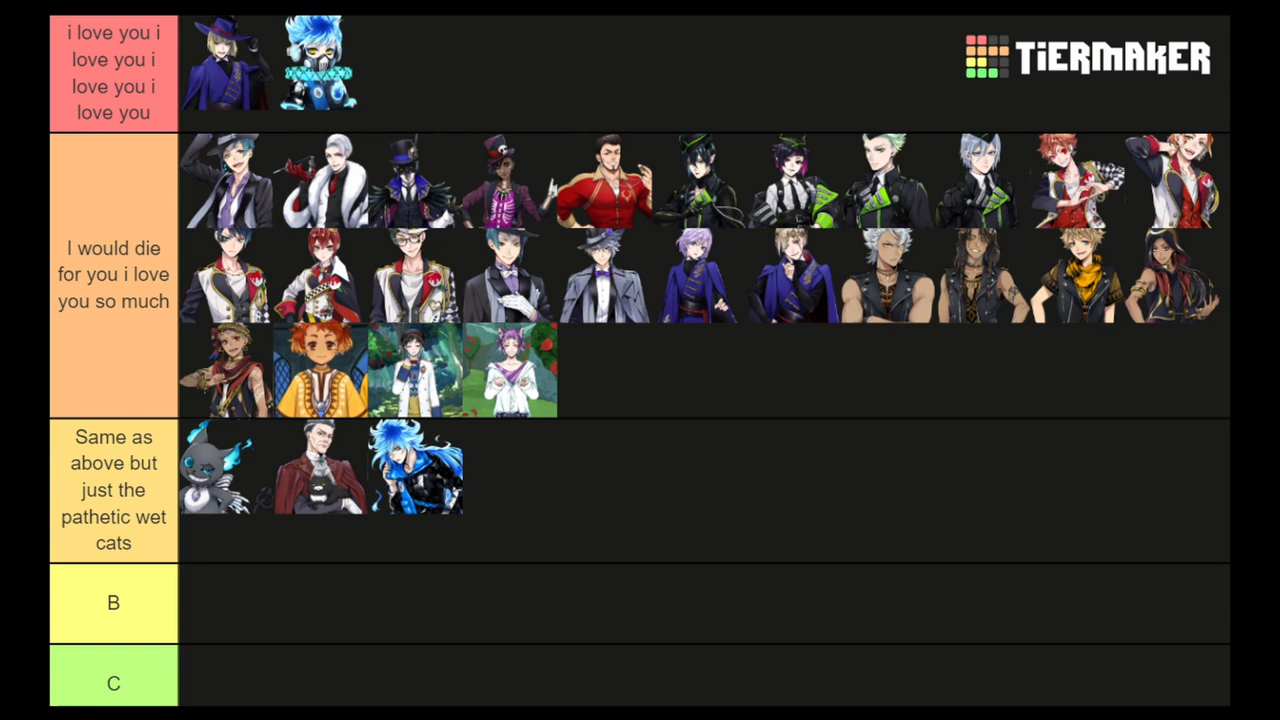 i love you i
love you i
love you i
love you
TiERMAKER
I would die
for you i love
you so much
Same as
above but
just the
pathetic wet
cats
B
C